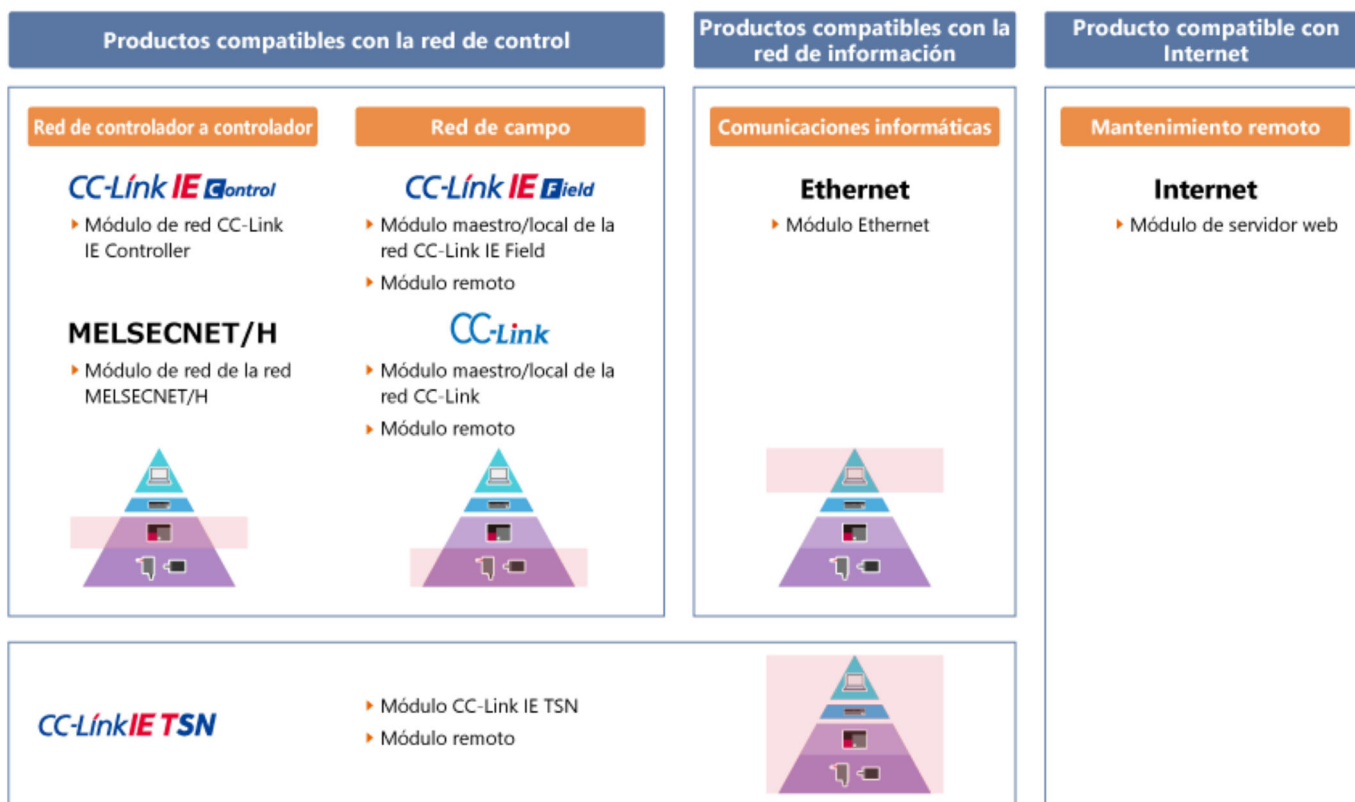 Productos compatibles con la red de control
Productos compatibles con la
red de información
Producto compatible con
Internet
Red de controlador a controlador
Red de campo
Comunicaciones informáticas
Mantenimiento remoto
CC-Línk IE Control
Módulo de red CC-Link
IE Controller
MELSECNET/H
Módulo de red de la red
MELSECNET/H
CC-Línk IE Field
Módulo maestro/local de la
red CC-Link IE Field
Módulo remoto
CC-Link
Módulo maestro/local de la
red CC-Link
Módulo remoto
Ethernet
Módulo Ethernet
Internet
Módulo de servidor web
CC-Línk IE TSN
Módulo CC-Link IE TSN
Módulo remoto